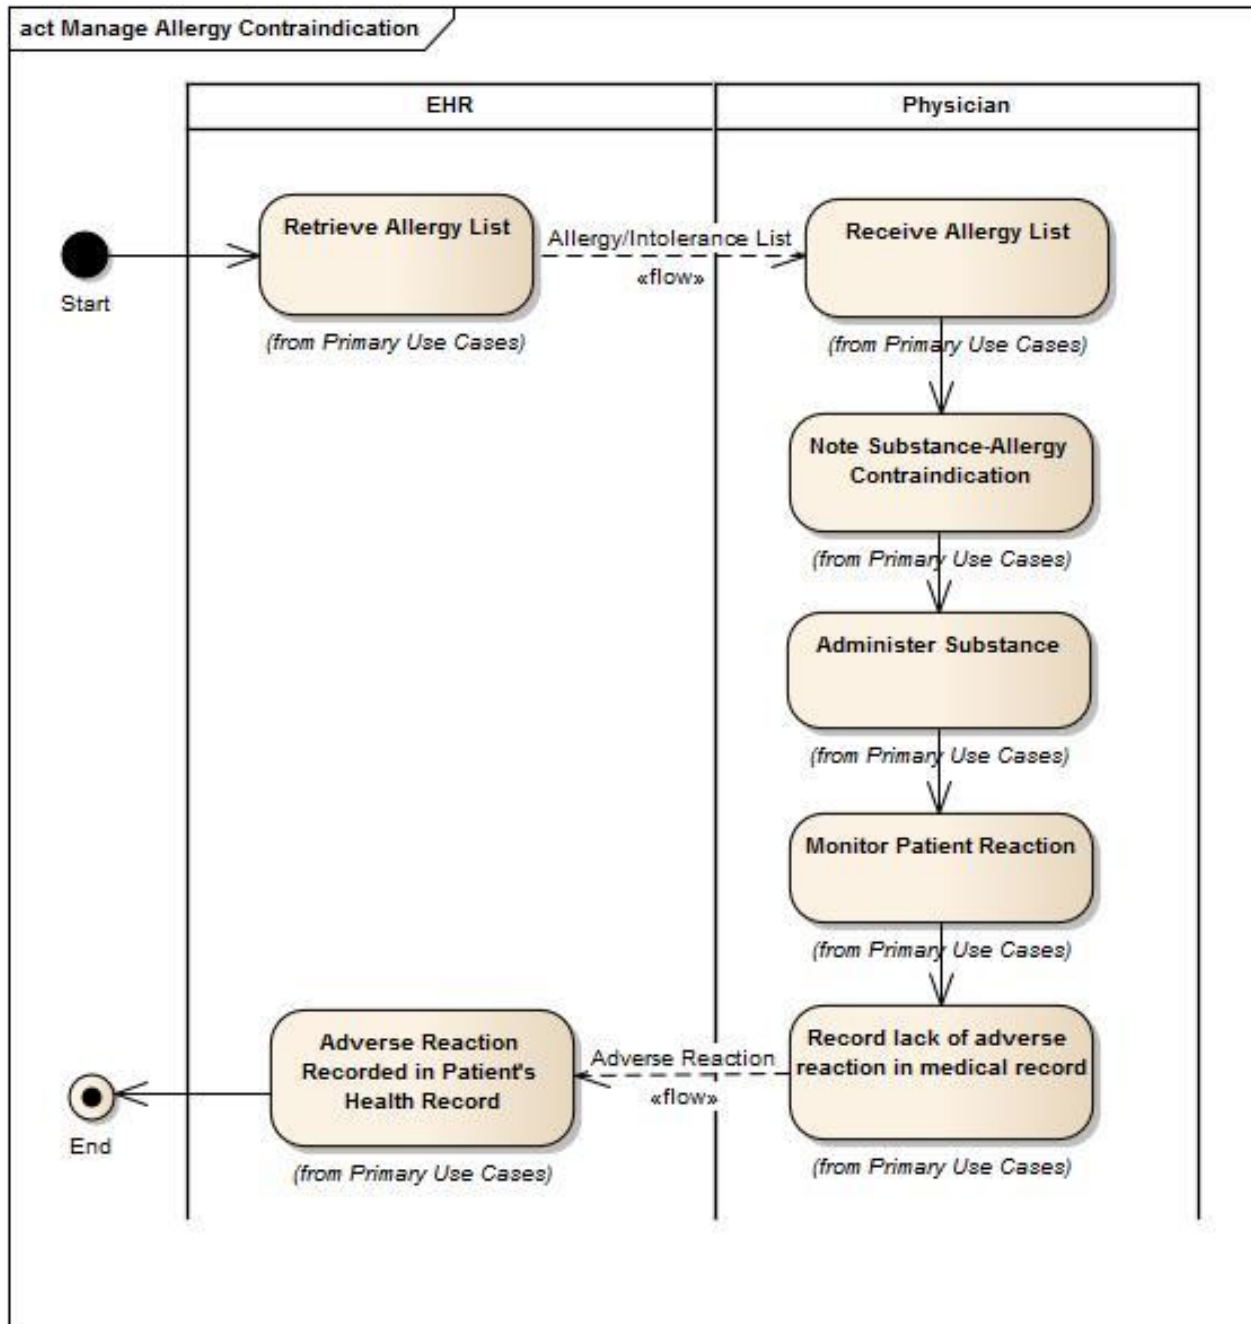 act Manage Allergy Contraindication
EHR
Physician
Start
Retrieve Allergy List
(from Primary Use Cases)
Allergy/Intolerance List
«flow»
Receive Allergy List
(from Primary Use Cases)
Note Substance-Allergy
Contraindication
(from Primary Use Cases)
Administer Substance
(from Primary Use Cases)
Monitor Patient Reaction
(from Primary Use Cases)
Record lack of adverse
reaction in medical record
(from Primary Use Cases)
Adverse Reaction
«flow»
Adverse Reaction
Recorded in Patient's
Health Record
(from Primary Use Cases)
End